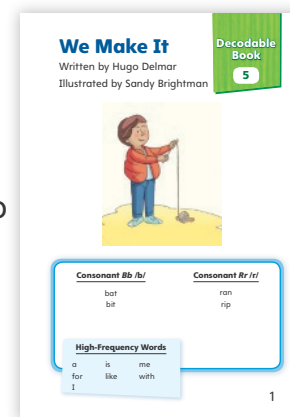 We Make It
Written by Hugo Delmar
Illustrated by Sandy Brightman
Decodable
Book
5
Consonant Bb /b/
bat
bit
Consonant Rr /r/
ran
rip
High-Frequency Words
a is me
for like with
I
1